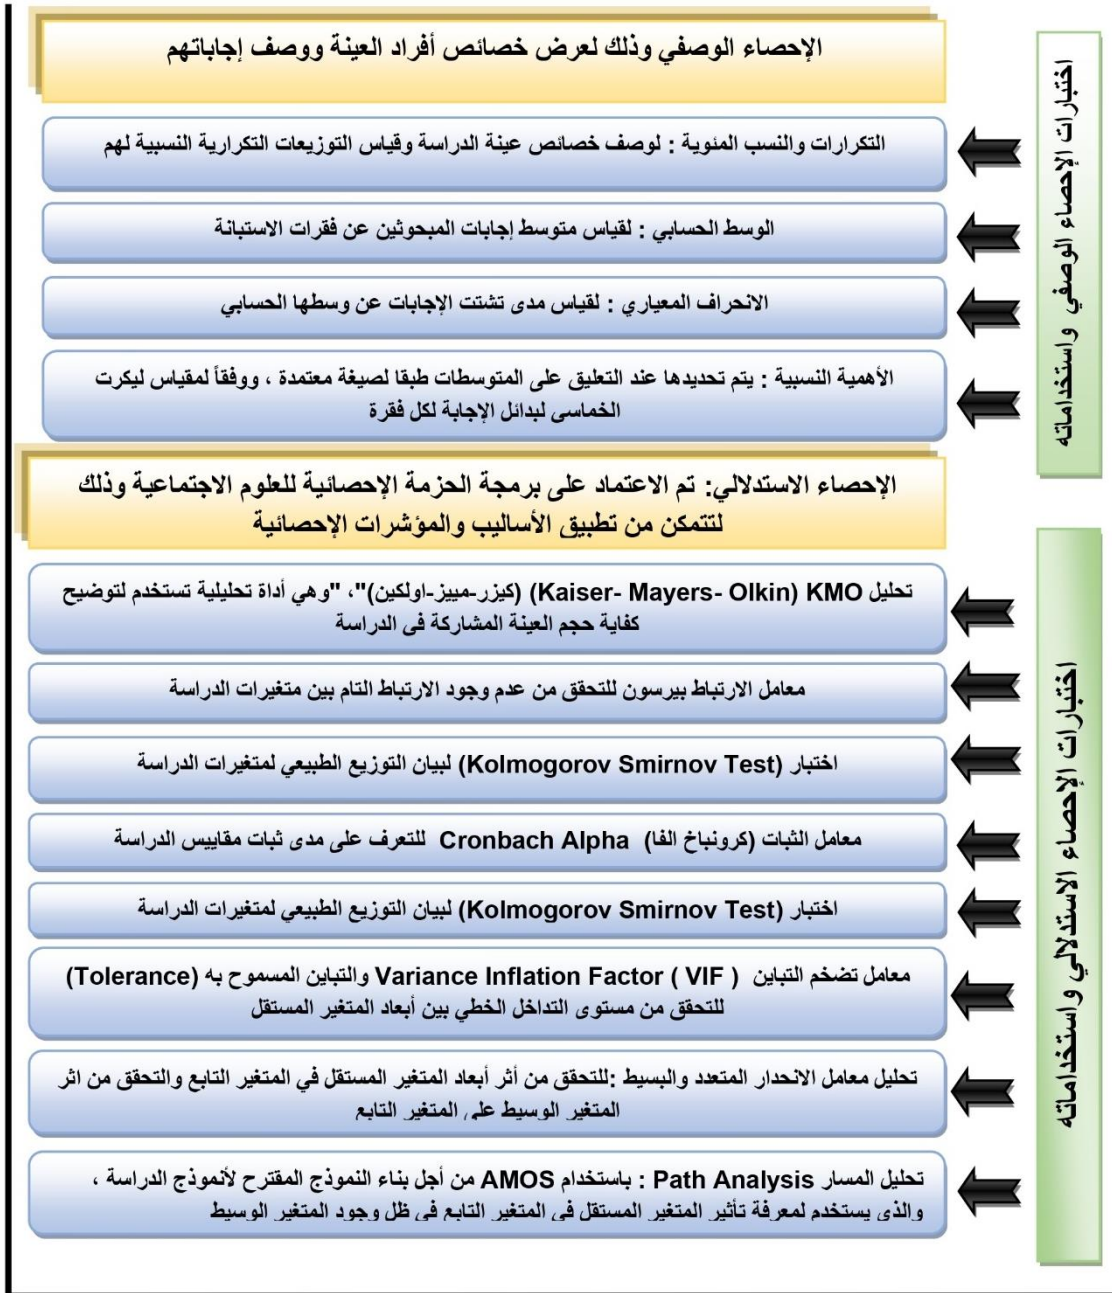 اختبارات الإحصاء الوصفي واستخداماته
الإحصاء الوصفي وذلك لعرض خصائص أفراد العينة ووصف إجاباتهم
التكرارات والنسب المئوية : لوصف خصائص عينة الدراسة وقياس التوزيعات التكرارية النسبية لهم
الوسط الحسابي : لقياس متوسط إجابات المبحوثين عن فقرات الاستبانة
الانحراف المعياري : لقياس مدى تشتت الإجابات عن وسطها الحسابي
الأهمية النسبية : يتم تحديدها عند التعليق على المتوسطات طبقا لصيغة معتمدة ، ووفقاً لمقياس ليكرت
الخماسي لبدائل الإجابة لكل فقرة
اختبارات الإحصاء الاستدلالي واستخداماته
الإحصاء الاستدلالي: تم الاعتماد على برمجة الحزمة الإحصائية للعلوم الاجتماعية وذلك
لتتمكن من تطبيق الأساليب والمؤشرات الإحصائية
تحليل KMO (Kaiser- Mayers- Olkin) (كيزر-مييز-اولكين)"، "وهي أداة تحليلية تستخدم لتوضيح
كفاية حجم العينة المشاركة في الدراسة
معامل الارتباط بيرسون للتحقق من عدم وجود الارتباط التام بين متغيرات الدراسة
اختبار (Kolmogorov Smirnov Test) لبيان التوزيع الطبيعي لمتغيرات الدراسة
معامل الثبات (كرونباخ الفا) Cronbach Alpha للتعرف على مدى ثبات مقاييس الدراسة
اختبار (Kolmogorov Smirnov Test) لبيان التوزيع الطبيعي لمتغيرات الدراسة
معامل تضخم التباين Variance Inflation Factor ( VIF ) والتباين المسموح به (Tolerance)
للتحقق من مستوى التداخل الخطي بين أبعاد المتغير المستقل
تحليل معامل الانحدار المتعدد والبسيط :للتحقق من أثر أبعاد المتغير المستقل في المتغير التابع والتحقق من اثر
المتغير الوسيط على المتغير التابع
تحليل المسار Path Analysis : باستخدام AMOS من أجل بناء النموذج المقترح لأنموذج الدراسة ،
والذي يستخدم لمعرفة تأثير المتغير المستقل في المتغير التابع في ظل وجود المتغير الوسيط